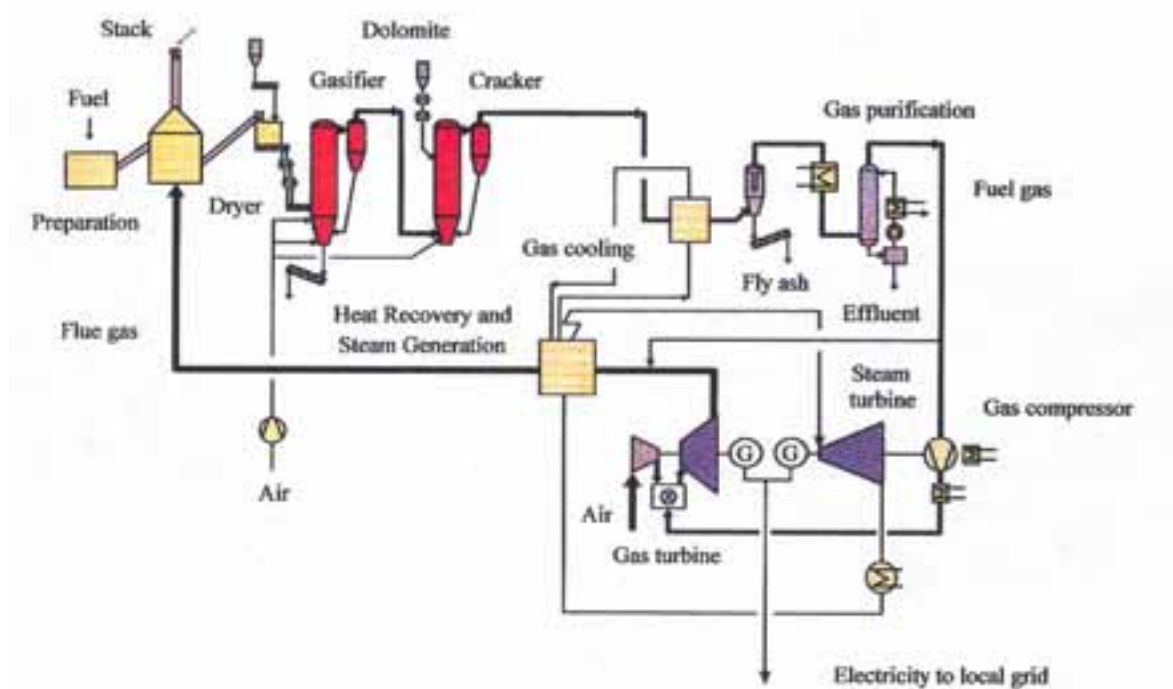 Stack
Dolomite
Gasifier
Cracker
Fuel
Gas purification
Dryer
Fuel gas
Preparation
Gas cooling
Fly ash
Effluent
Heat Recovery and
Steam Generation
Flue gas
Steam
turbine
Gas compressor
G
G
Air
Air
Gas turbine
Electricity to local grid